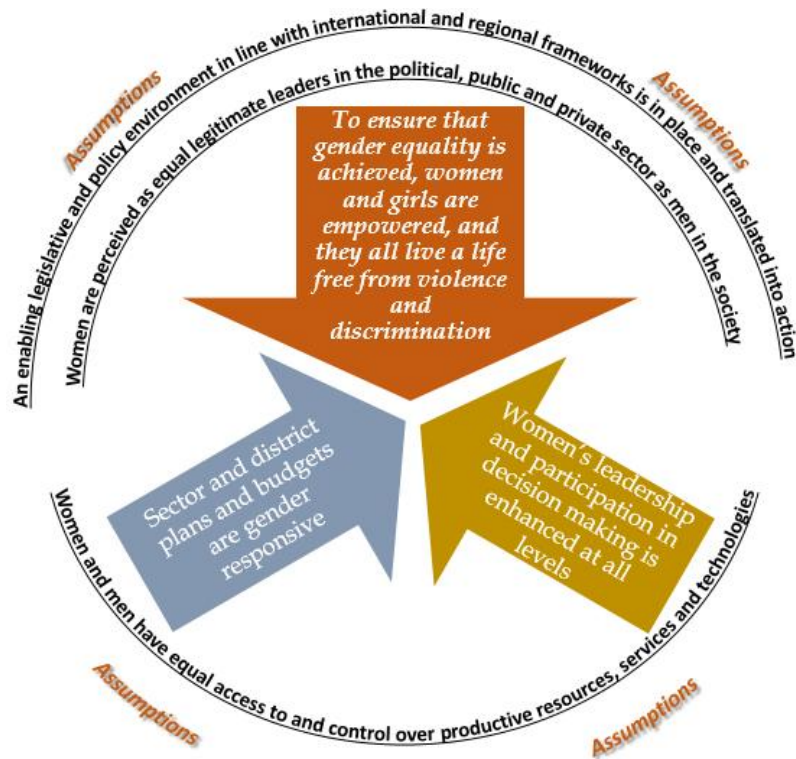 An enabling legislative and policy environment in line with international and regional frameworks is in place and translated into action
Women are perceived as equal legitimate leaders in the political, public and private sector as men in the society
Assumptions
Assumptions
To ensure that
gender equality is
achieved, women
and girls are
empowered, and
they all live a life
free from violence
and
discrimination
Sector and district
plans and budgets
are gender
responsive
Women's leadership
and participation in
decision making is
enhanced at all
levels
Women and men have equal access to and control over productive resources, services and technologies
Assumptions
Assumptions